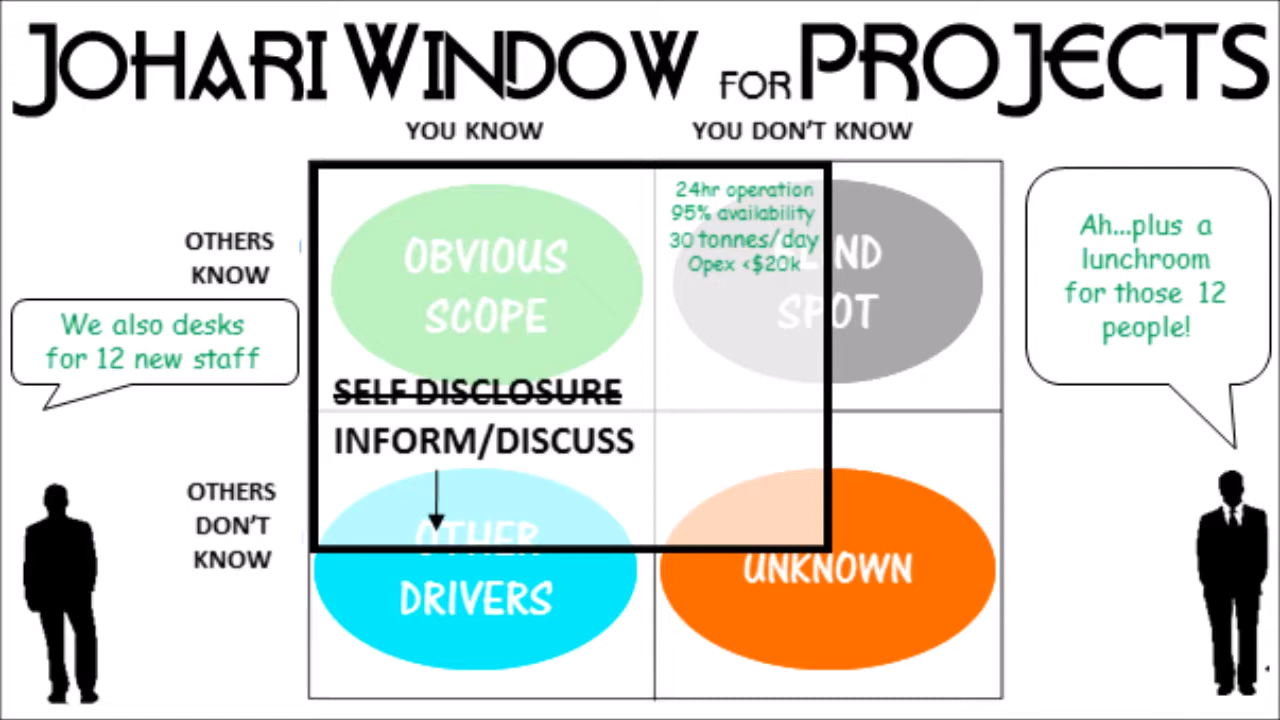 JOHARI WINDOW FOR PROJECTS
YOU KNOW
YOU DON'T KNOW
OTHERS
KNOW
OBVIOUS
SCOPE
24hr operation
95% availability
30 tonnes/day
Opex <$20k
BLIND
SPOT
Ah...plus a
lunchroom
for those 12
people!
We also desks
for 12 new staff
SELF DISCLOSURE
INFORM/DISCUSS
OTHERS
DON'T
KNOW
OTHER
DRIVERS
UNKNOWN